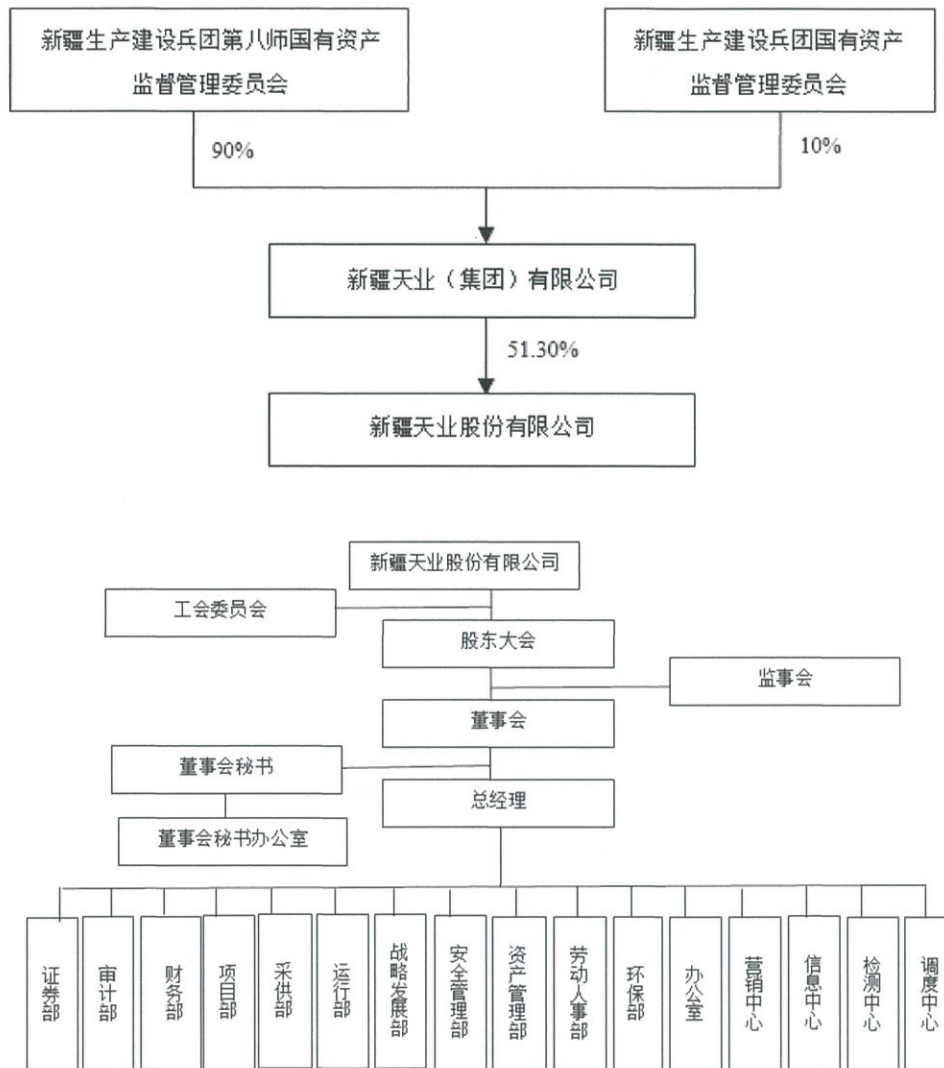 新疆生产建设兵团第八师国有资产
监督管理委员会
新疆生产建设兵团国有资产
监督管理委员会
90%
10%
新疆天业（集团）有限公司
51.30%
新疆天业股份有限公司
新疆天业股份有限公司
工会委员会
股东大会
监事会
董事会
董事会秘书
总经理
董事会秘书办公室
证券部
审计部
财务部
项目部
采供部
运行部
战略发展部
安全管理部
资产管理部
劳动人事部
环保部
办公室
营销中心
信息中心
检测中心
调度中心